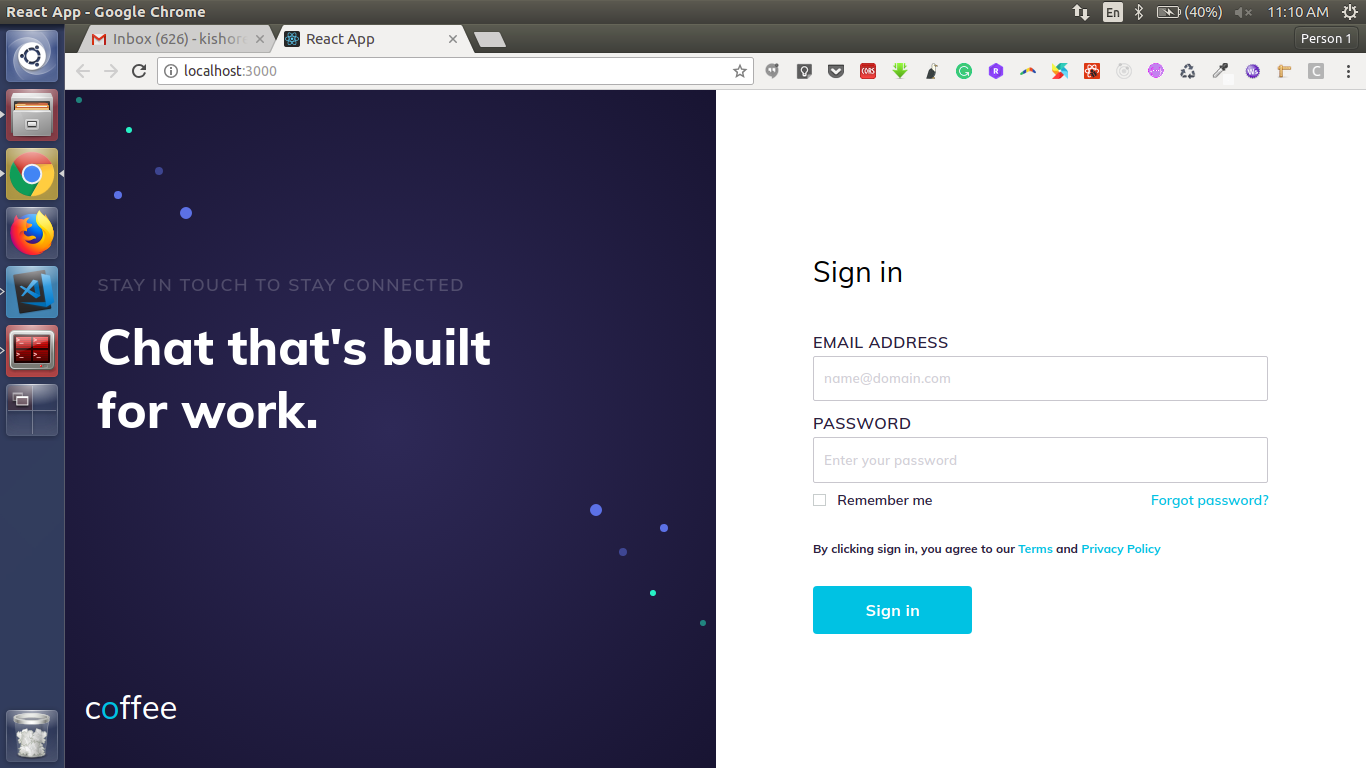 React App - Google Chrome
En
(40%)
11:10 AM
Inbox (626) - kishore
React App
Person 1
localhost:3000
CORS
STAY IN TOUCH TO STAY CONNECTED
Chat that's built
for work.
coffee
Sign in
EMAIL ADDRESS
name@domain.com
PASSWORD
Enter your password
Remember me
Forgot password?
By clicking sign in, you agree to our Terms and Privacy Policy
Sign in